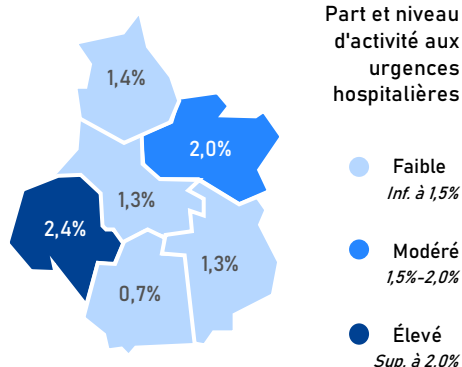 Part et niveau
d'activité aux
urgences
hospitalières
1,4%
2,0%
1,3%
2,4%
1,3%
0,7%
Faible
Inf. à 1,5%
Modéré
1,5%-2,0%
Élevé
Sup. à 2,0%